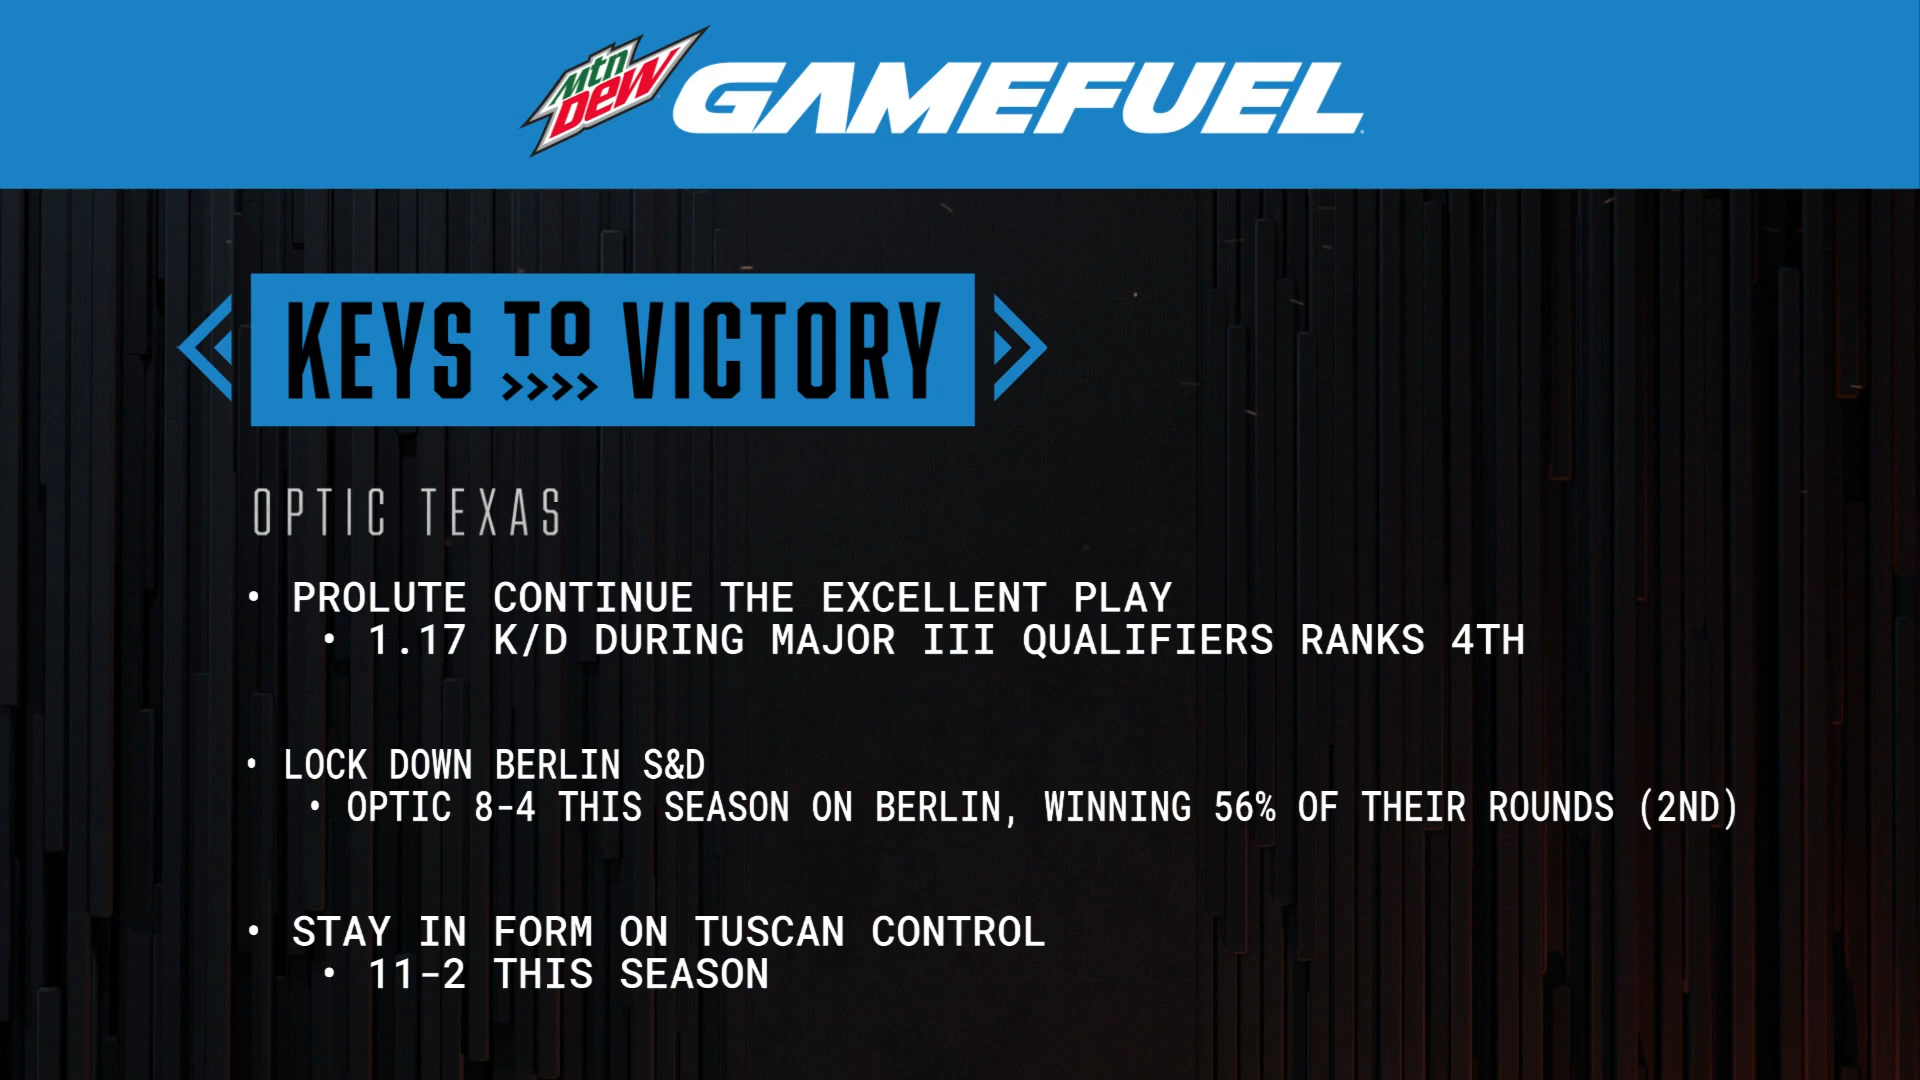 mtn DEW GAMEFUEL
KEYS TO VICTORY
>>>>
OPTIC TEXAS
• PROLUTE CONTINUE THE EXCELLENT PLAY
• 1.17 K/D DURING MAJOR III QUALIFIERS RANKS 4TH
• LOCK DOWN BERLIN S&D
• OPTIC 8-4 THIS SEASON ON BERLIN, WINNING 56% OF THEIR ROUNDS (2ND)
• STAY IN FORM ON TUSCAN CONTROL
• 11-2 THIS SEASON